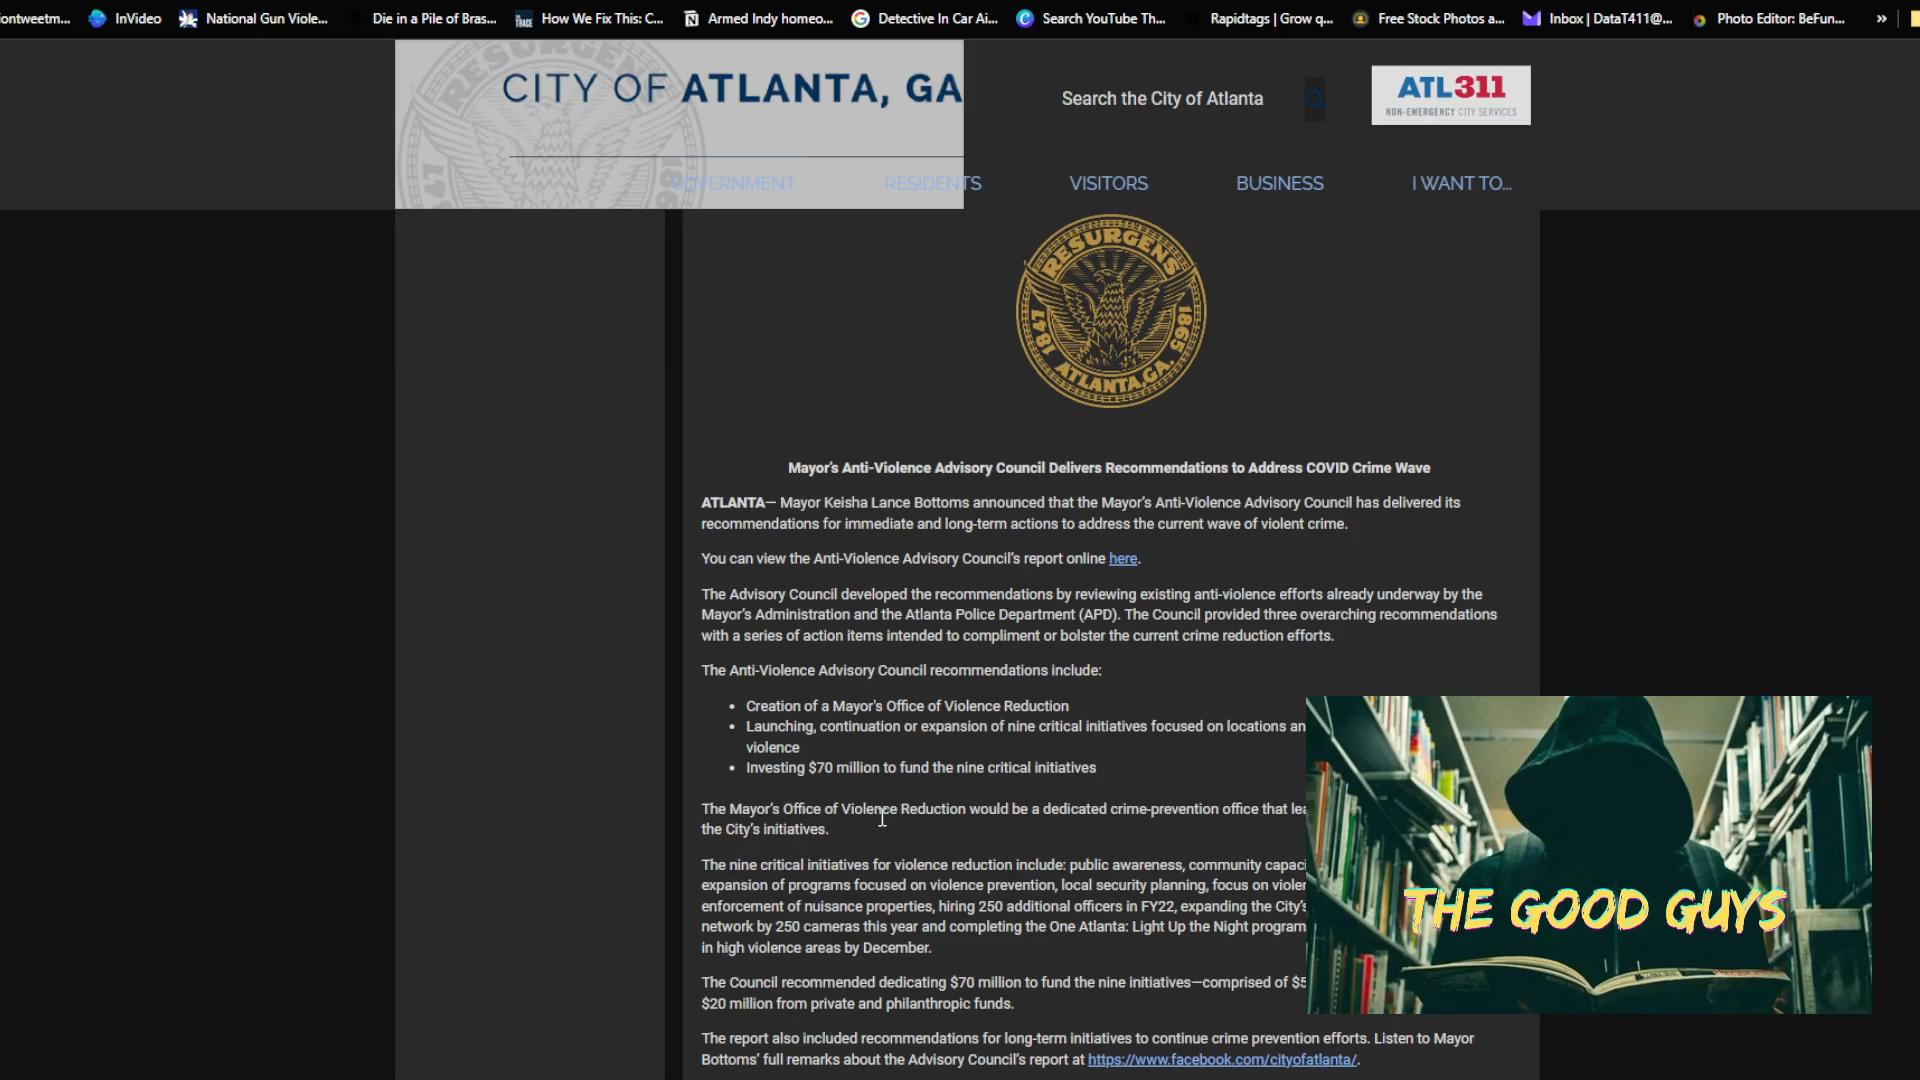 iontweetm...
InVideo
National Gun Viole...
Die in a Pile of Bras...
How We Fix This: C...
Armed Indy homeo...
Detective In Car Ai...
Search YouTube Th...
Rapidtags | Grow q...
Free Stock Photos a...
Inbox | DataT411@...
Photo Editor: BeFun...
»
THE TRACE
RESURGENS
1847
CITY OF ATLANTA, GA
Search the City of Atlanta
ATL311
NON-EMERGENCY CITY SERVICES
GOVERNMENT
RESIDENTS
VISITORS
BUSINESS
I WANT TO...
RESURGENS
1847
1865
ATLANTA, GA.
Mayor's Anti-Violence Advisory Council Delivers Recommendations to Address COVID Crime Wave
ATLANTA— Mayor Keisha Lance Bottoms announced that the Mayor's Anti-Violence Advisory Council has delivered its
recommendations for immediate and long-term actions to address the current wave of violent crime.
You can view the Anti-Violence Advisory Council's report online here.
The Advisory Council developed the recommendations by reviewing existing anti-violence efforts already underway by the
Mayor's Administration and the Atlanta Police Department (APD). The Council provided three overarching recommendations
with a series of action items intended to compliment or bolster the current crime reduction efforts.
The Anti-Violence Advisory Council recommendations include:
• Creation of a Mayor's Office of Violence Reduction
• Launching, continuation or expansion of nine critical initiatives focused on locations an
violence
• Investing $70 million to fund the nine critical initiatives
The Mayor's Office of Violence Reduction would be a dedicated crime-prevention office that lea
the City's initiatives.
The nine critical initiatives for violence reduction include: public awareness, community capaci
expansion of programs focused on violence prevention, local security planning, focus on violen
enforcement of nuisance properties, hiring 250 additional officers in FY22, expanding the City's
network by 250 cameras this year and completing the One Atlanta: Light Up the Night program
in high violence areas by December.
The Council recommended dedicating $70 million to fund the nine initiatives—comprised of $5
$20 million from private and philanthropic funds.
The report also included recommendations for long-term initiatives to continue crime prevention efforts. Listen to Mayor
Bottoms' full remarks about the Advisory Council's report at https://www.facebook.com/cityofatlanta/.
THE GOOD GUYS